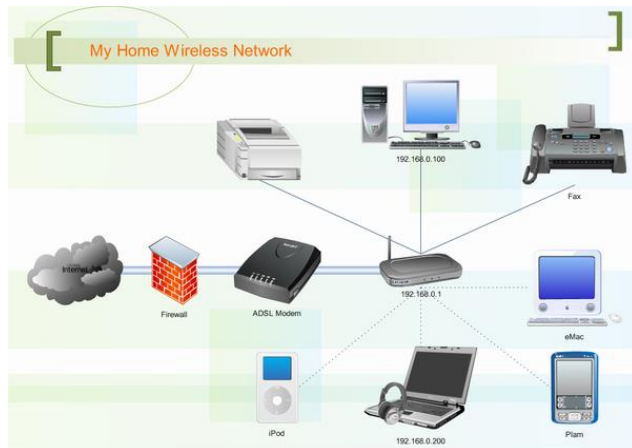 My Home Wireless Network
192.168.0.100
Fax
Internet
Firewall
ADSL Modem
192.168.0.1
eMac
iPod
192.168.0.200
Plam